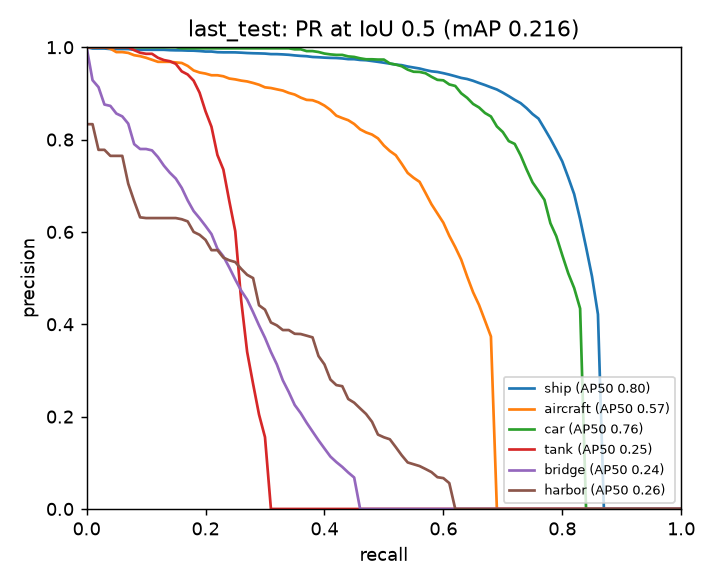 last_test: PR at IoU 0.5 (mAP 0.216)
precision
1.0
0.8
0.6
0.4
0.2
0.0
ship (AP50 0.80)
aircraft (AP50 0.57)
car (AP50 0.76)
tank (AP50 0.25)
bridge (AP50 0.24)
harbor (AP50 0.26)
0.0 0.2 0.4 0.6 0.8 1.0
recall